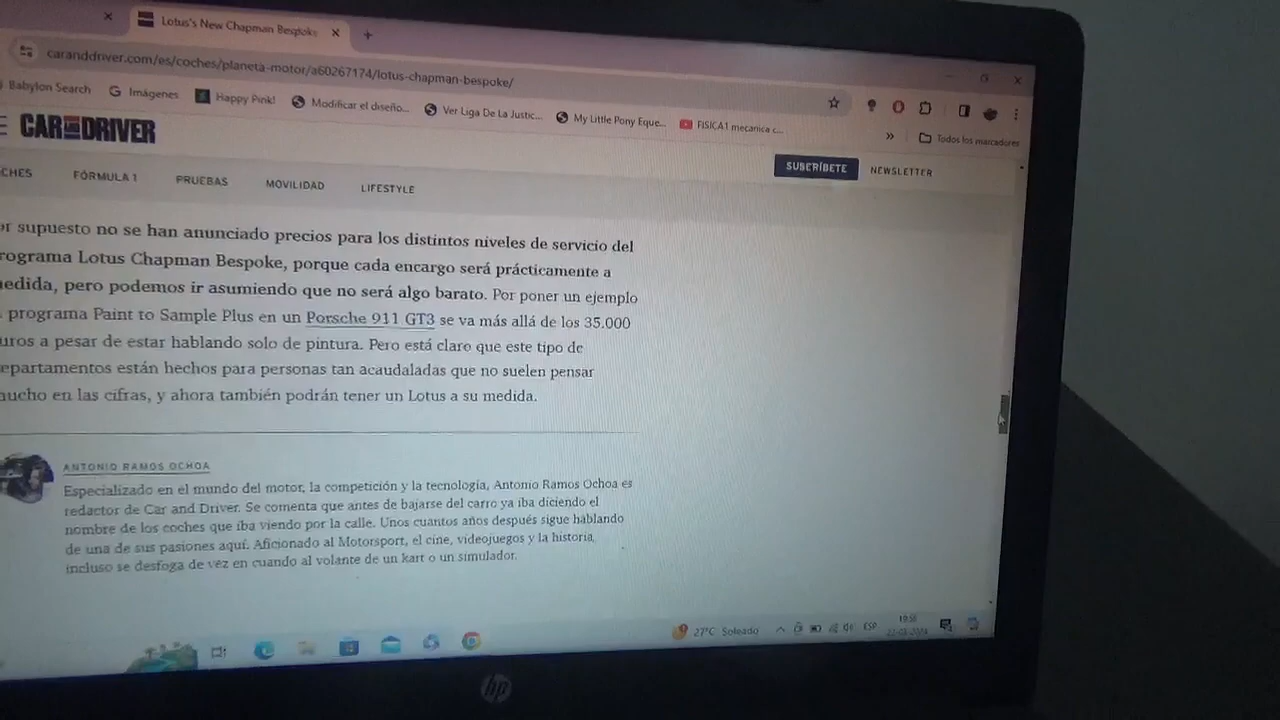 Lotus's New Chapman Bespoke
caranddriver.com/es/coches/planeta-motor/a60267174/lotus-chapman-bespoke/
Babylon Search
Imágenes
Happy Pink!
Modificar el diseño...
Ver Liga De La Justic...
My Little Pony Eque...
FISICA1 mecanica c...
Todos los marcadores
CAR AND DRIVER
CHES
FÓRMULA 1
PRUEBAS
MOVILIDAD
LIFESTYLE
SUSCRÍBETE
NEWSLETTER
or supuesto no se han anunciado precios para los distintos niveles de servicio del
rograma Lotus Chapman Bespoke, porque cada encargo será prácticamente a
edida, pero podemos ir asumiendo que no será algo barato. Por poner un ejemplo
programa Paint to Sample Plus en un Porsche 911 GT3 se va más allá de los 35.000
uros a pesar de estar hablando solo de pintura. Pero está claro que este tipo de
epartamentos están hechos para personas tan acaudaladas que no suelen pensar
ucho en las cifras, y ahora también podrán tener un Lotus a su medida.
ANTONIO RAMOS OCHOA
Especializado en el mundo del motor, la competición y la tecnología, Antonio Ramos Ochoa es
redactor de Car and Driver. Se comenta que antes de bajarse del carro ya iba diciendo el
nombre de los coches que iba viendo por la calle. Unos cuantos años después sigue hablando
de una de sus pasiones aquí. Aficionado al Motorsport, el cine, videojuegos y la historia,
incluso se desfoga de vez en cuando al volante de un kart o un simulador.
27°C Soleado
ESP
hp